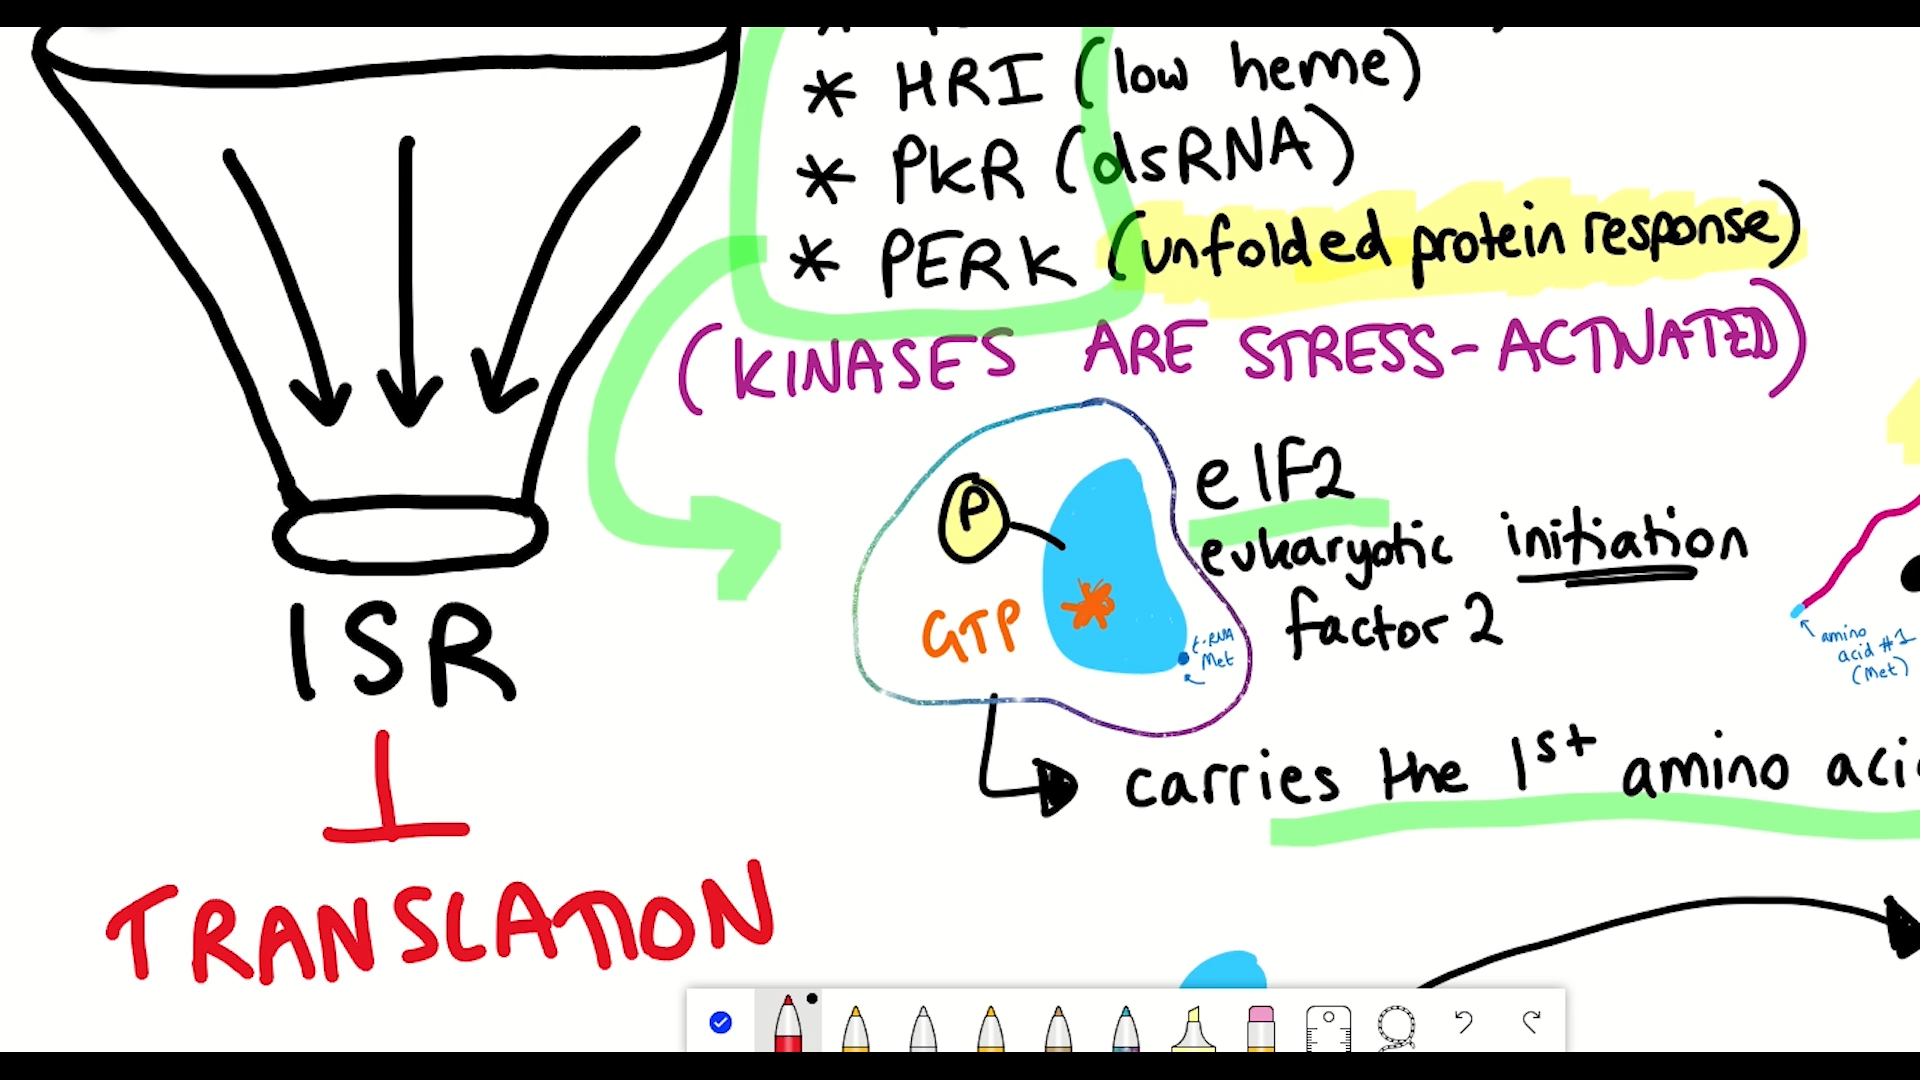 * HRI (low heme)
* PKR (dsRNA)
* PERK (unfolded protein response)
(KINASES ARE STRESS-ACTIVATED)
P
GTP
t-RNA
Met
eIF2
eukaryotic initiation
factor 2
amino
acid #1
(Met)
carries the 1st amino aci
ISR
TRANSLATION